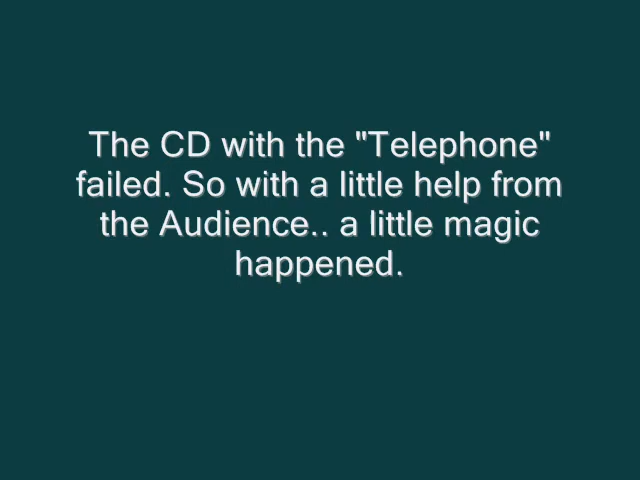 The CD with the "Telephone"
failed. So with a little help from
the Audience.. a little magic
happened.